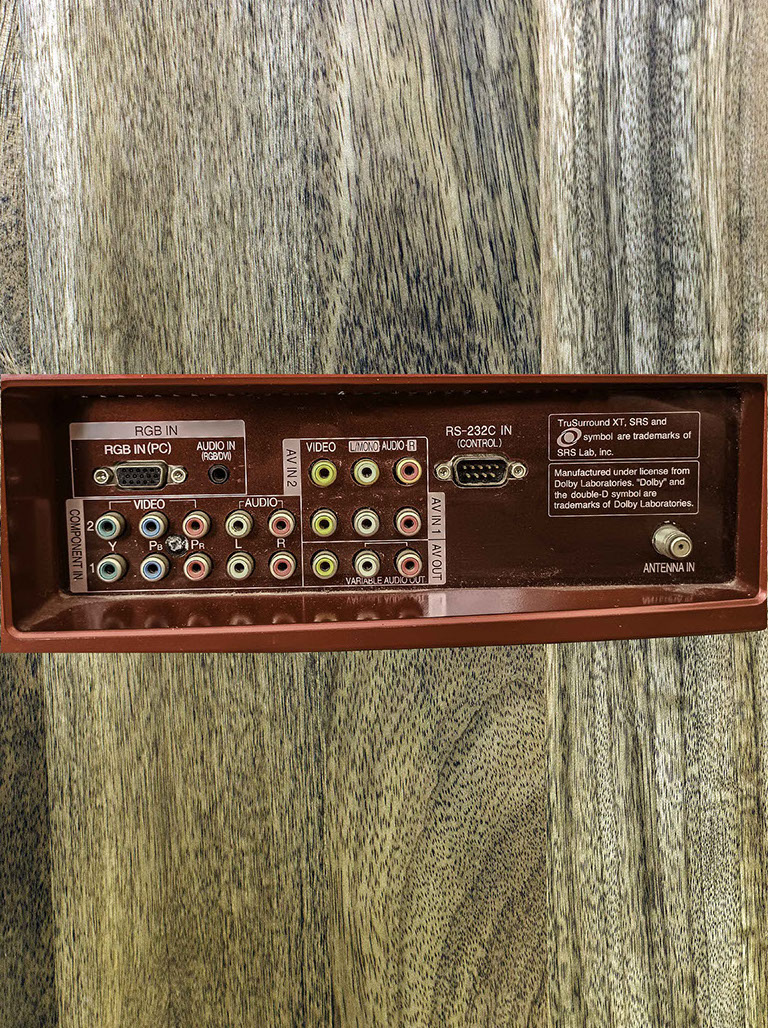 RGB IN
RGB IN(PC)
AUDIO IN
(RGB/DVI)
AV IN 2
VIDEO
L/MONO AUDIO R
RS-232C IN
(CONTROL)
TruSurround XT, SRS and
symbol are trademarks of
SRS Lab, inc.
Manufactured under license from
Dolby Laboratories. "Dolby" and
the double-D symbol are
trademarks of Dolby Laboratories.
COMPONENT IN
VIDEO
AUDIO
2
Y
PB
PR
L
R
1
AV IN 1
AV OUT
VARIABLE AUDIO OUT
ANTENNA IN